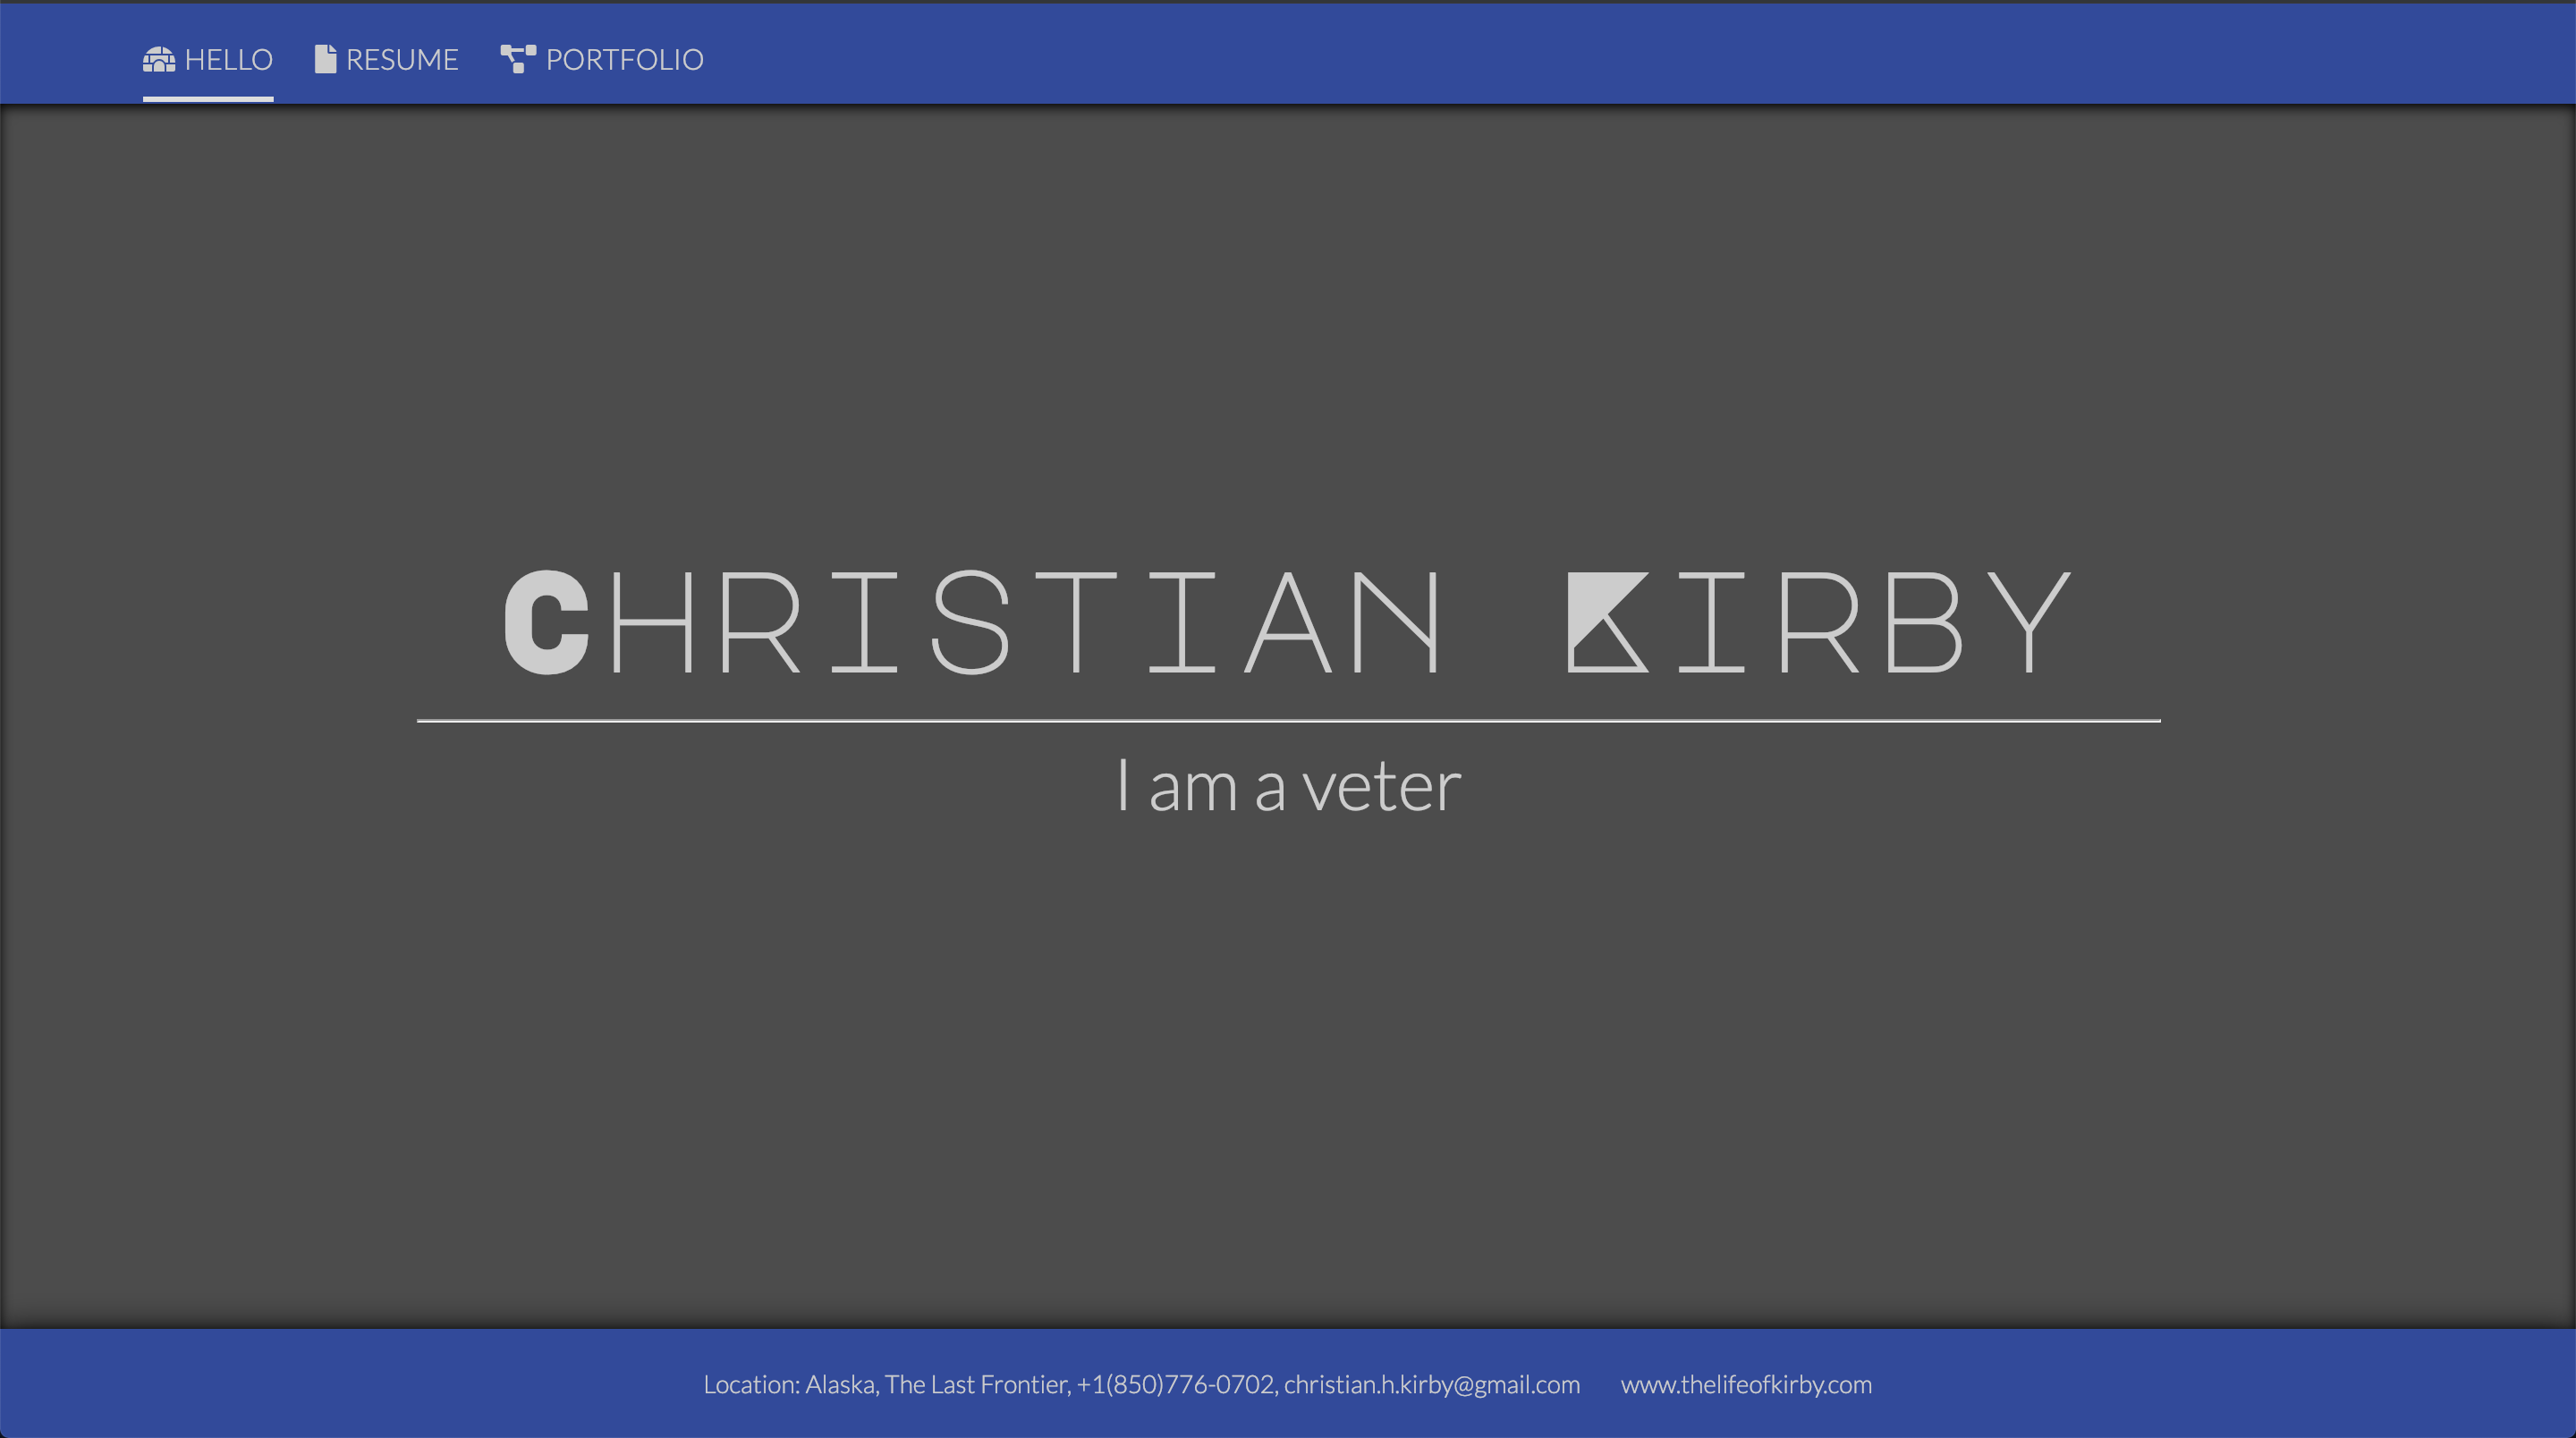 HELLO RESUME PORTFOLIO
CHRISTIAN KIRBY
I am a veter
Location: Alaska, The Last Frontier, +1(850)776-0702, christian.h.kirby@gmail.com www.thelifeofkirby.com